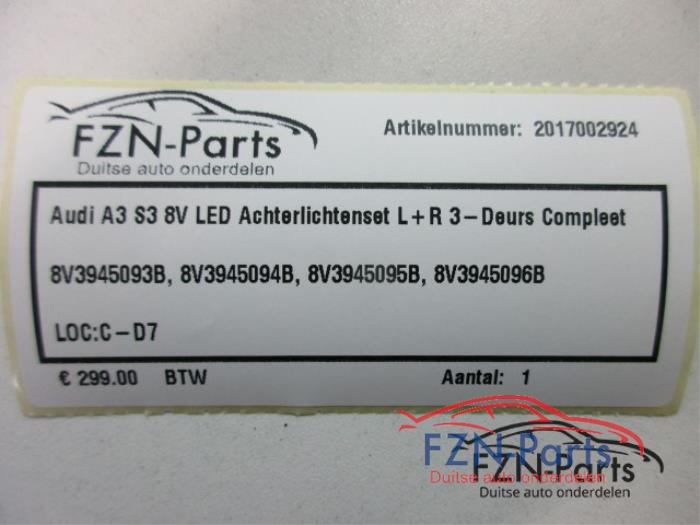 FZN-Parts
Duitse auto onderdelen
Artikelnummer: 2017002924
Audi A3 S3 8V LED Achterlichtenset L+R 3-Deurs Compleet
8V3945093B, 8V3945094B, 8V3945095B, 8V3945096B
LOC:C-D7
€ 299.00 BTW
Aantal: 1
FZN-Parts
Duitse auto onderdelen
FZN-Parts
Duitse auto onderdelen